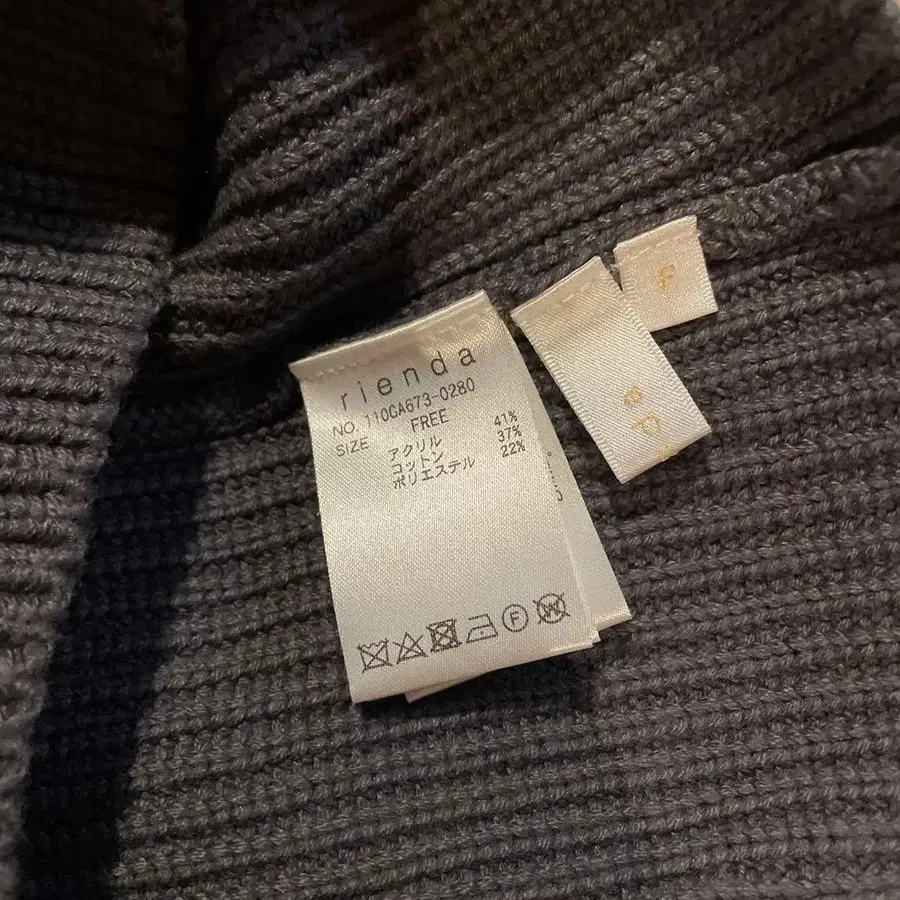 rienda
NO. 110GA673-0280
SIZE FREE
アクリル 41%
コットン 37%
ポリエステル 22%
F
W